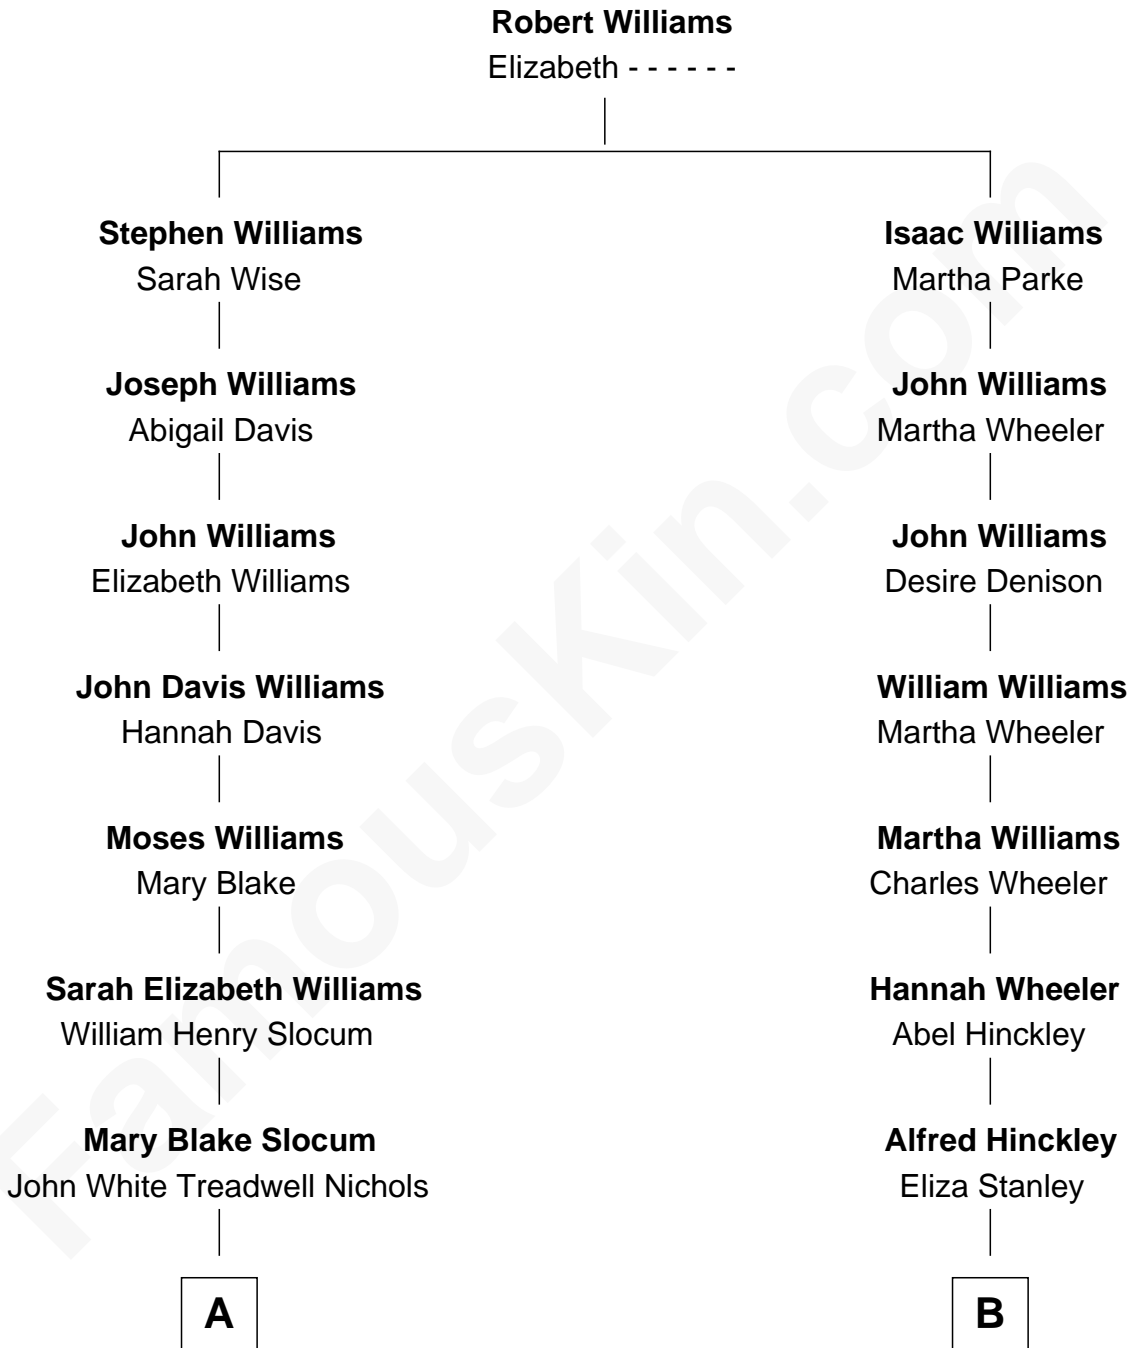 Robert Williams
Elizabeth - - - - - -
Stephen Williams
Sarah Wise
Isaac Williams
Martha Parke
Joseph Williams
Abigail Davis
John Williams
Martha Wheeler
John Williams
Elizabeth Williams
John Williams
Desire Denison
John Davis Williams
Hannah Davis
William Williams
Martha Wheeler
Moses Williams
Mary Blake
Martha Williams
Charles Wheeler
Sarah Elizabeth Williams
William Henry Slocum
Hannah Wheeler
Abel Hinckley
Mary Blake Slocum
John White Treadwell Nichols
Alfred Hinckley
Eliza Stanley
A
B
FamousKin.com